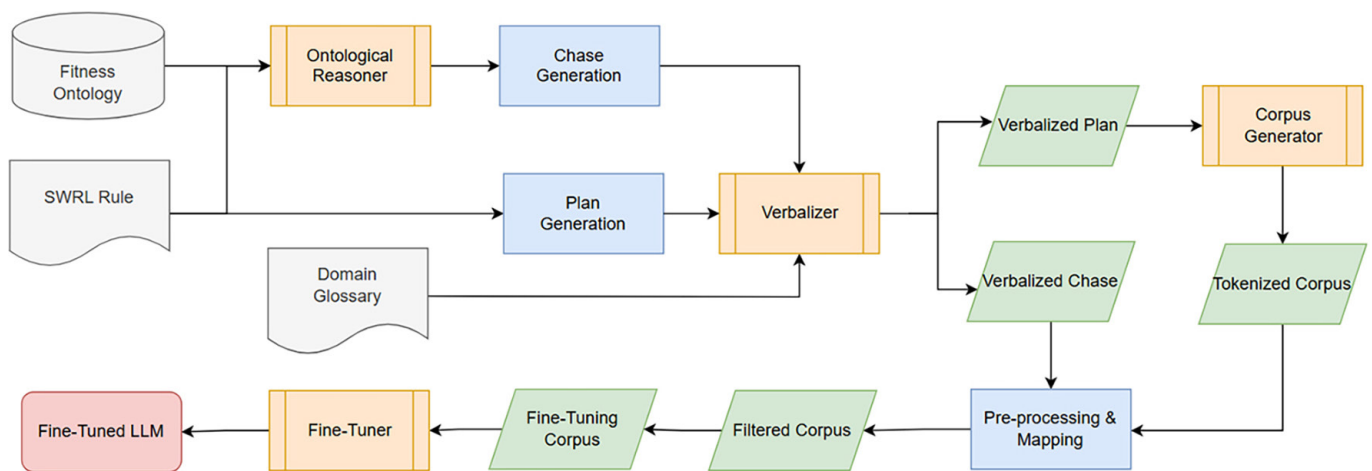 Fitness
Ontology
Ontological
Reasoner
Chase
Generation
Verbalized Plan
Corpus
Generator
SWRL Rule
Plan
Generation
Verbalizer
Domain
Glossary
Verbalized Chase
Tokenized Corpus
Fine-Tuned LLM
Fine-Tuner
Fine-Tuning
Corpus
Filtered Corpus
Pre-processing &
Mapping